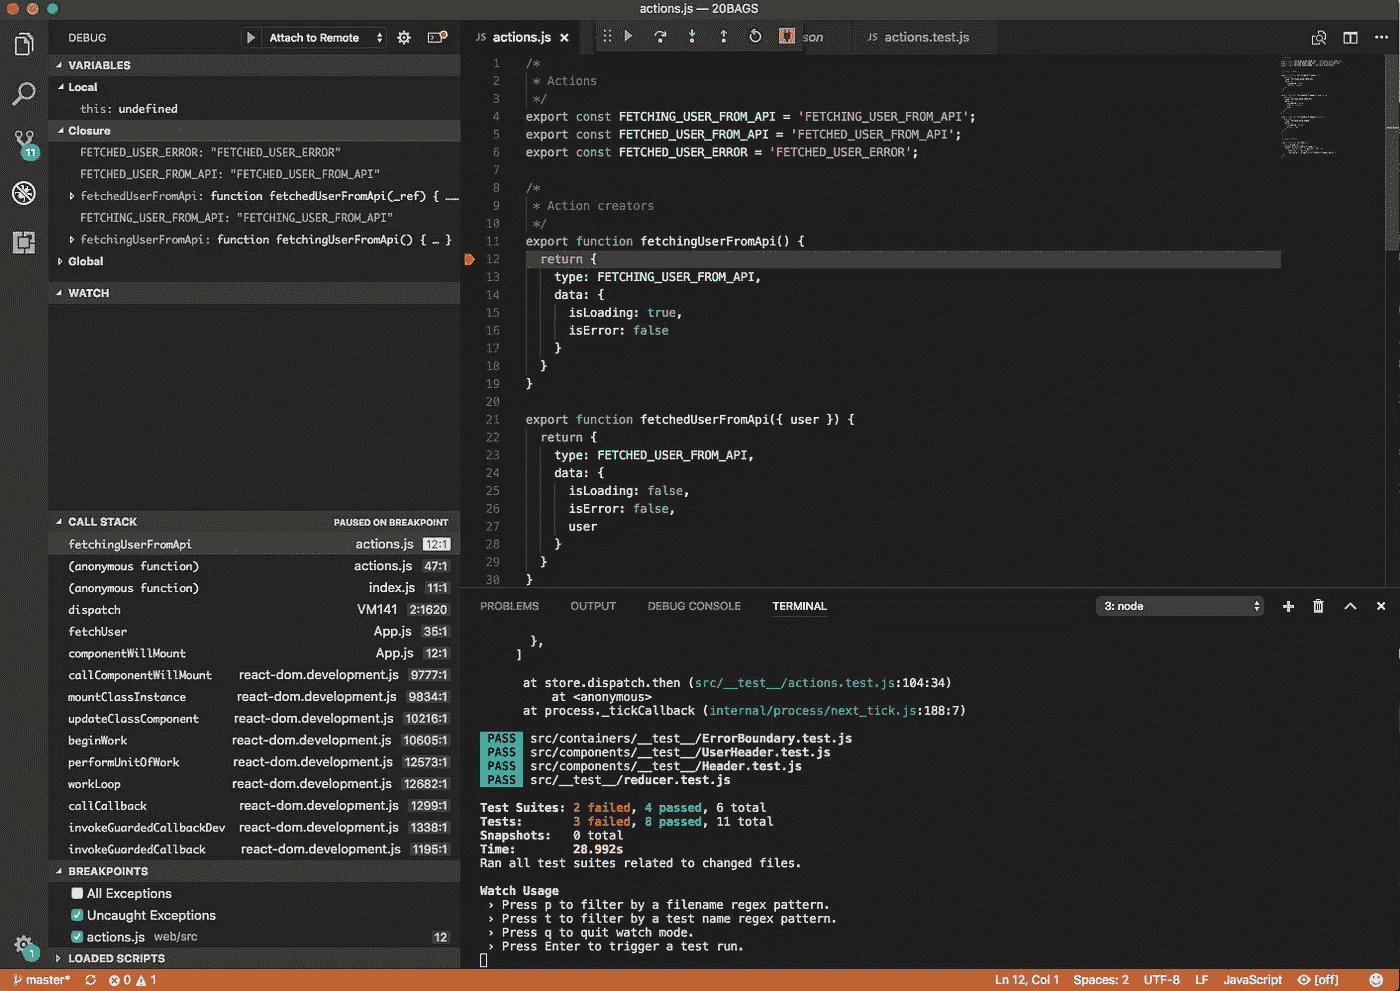 actions.js — 20BAGS
DEBUG
Attach to Remote
JS actions.js
son
JS actions.test.js
VARIABLES
Local
this: undefined
Closure
FETCHED_USER_ERROR: "FETCHED_USER_ERROR"
FETCHED_USER_FROM_API: "FETCHED_USER_FROM_API"
fetchedUserFromApi: function fetchedUserFromApi(_ref) { ……
FETCHING_USER_FROM_API: "FETCHING_USER_FROM_API"
fetchingUserFromApi: function fetchingUserFromApi() { … }
Global
WATCH
CALL STACK PAUSED ON BREAKPOINT
fetchingUserFromApi actions.js 12:1
(anonymous function) actions.js 47:1
(anonymous function) index.js 11:1
dispatch VM141 2:1620
fetchUser App.js 35:1
componentWillMount App.js 12:1
callComponentWillMount react-dom.development.js 9777:1
mountClassInstance react-dom.development.js 9834:1
updateClassComponent react-dom.development.js 10216:1
beginWork react-dom.development.js 10605:1
performUnitOfWork react-dom.development.js 12573:1
workLoop react-dom.development.js 12682:1
callCallback react-dom.development.js 1299:1
invokeGuardedCallbackDev react-dom.development.js 1338:1
invokeGuardedCallback react-dom.development.js 1195:1
BREAKPOINTS
All Exceptions
Uncaught Exceptions
actions.js web/src 12
LOADED SCRIPTS
11
1
1 /*
2 * Actions
3 */
4 export const FETCHING_USER_FROM_API = 'FETCHING_USER_FROM_API';
5 export const FETCHED_USER_FROM_API = 'FETCHED_USER_FROM_API';
6 export const FETCHED_USER_ERROR = 'FETCHED_USER_ERROR';
7
8 /*
9 * Action creators
10 */
11 export function fetchingUserFromApi() {
12 return {
13 type: FETCHING_USER_FROM_API,
14 data: {
15 isLoading: true,
16 isError: false
17 }
18 }
19 }
20
21 export function fetchedUserFromApi({ user }) {
22 return {
23 type: FETCHED_USER_FROM_API,
24 data: {
25 isLoading: false,
26 isError: false,
27 user
28 }
29 }
30 }
PROBLEMS OUTPUT DEBUG CONSOLE TERMINAL 3: node
},
]
at store.dispatch.then (src/__test__/actions.test.js:104:34)
at <anonymous>
at process._tickCallback (internal/process/next_tick.js:188:7)
PASS src/containers/__test__/ErrorBoundary.test.js
PASS src/components/__test__/UserHeader.test.js
PASS src/components/__test__/Header.test.js
PASS src/__test__/reducer.test.js
Test Suites: 2 failed, 4 passed, 6 total
Tests: 3 failed, 8 passed, 11 total
Snapshots: 0 total
Time: 28.992s
Ran all test suites related to changed files.
Watch Usage
› Press p to filter by a filename regex pattern.
› Press t to filter by a test name regex pattern.
› Press q to quit watch mode.
› Press Enter to trigger a test run.
master* 0 1 Ln 12, Col 1 Spaces: 2 UTF-8 LF JavaScript [off]